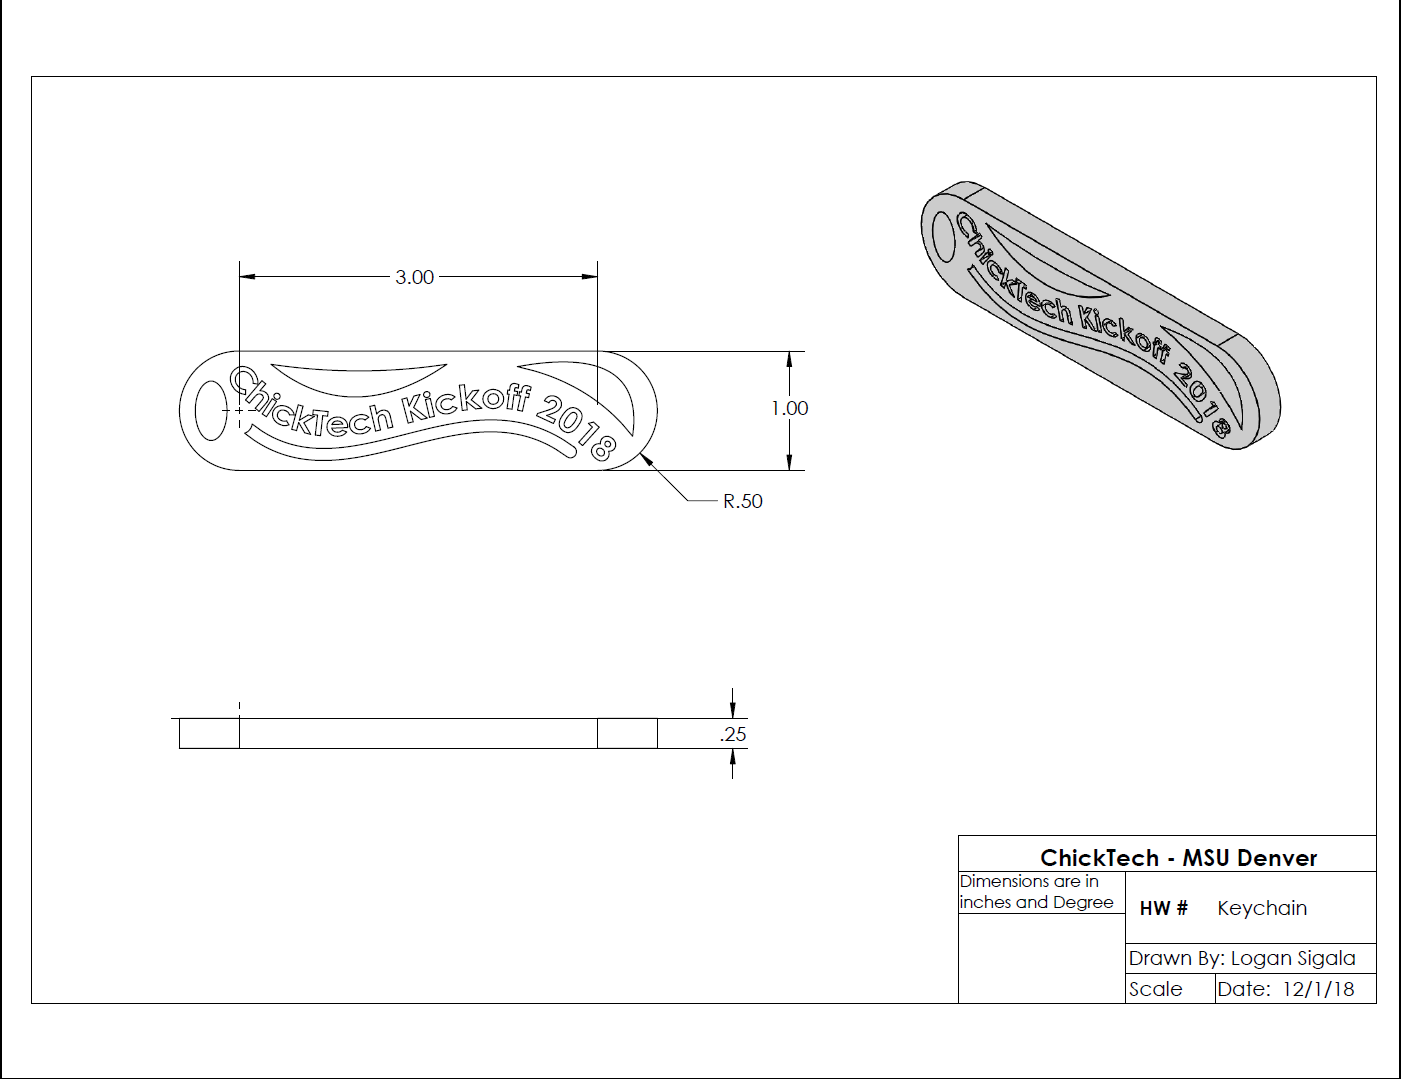 3.00
ChickTech Kickoff 2018
1.00
R.50
ChickTech Kickoff 2018
.25
ChickTech - MSU Denver
Dimensions are in
inches and Degree
HW # Keychain
Drawn By: Logan Sigala
Scale Date: 12/1/18